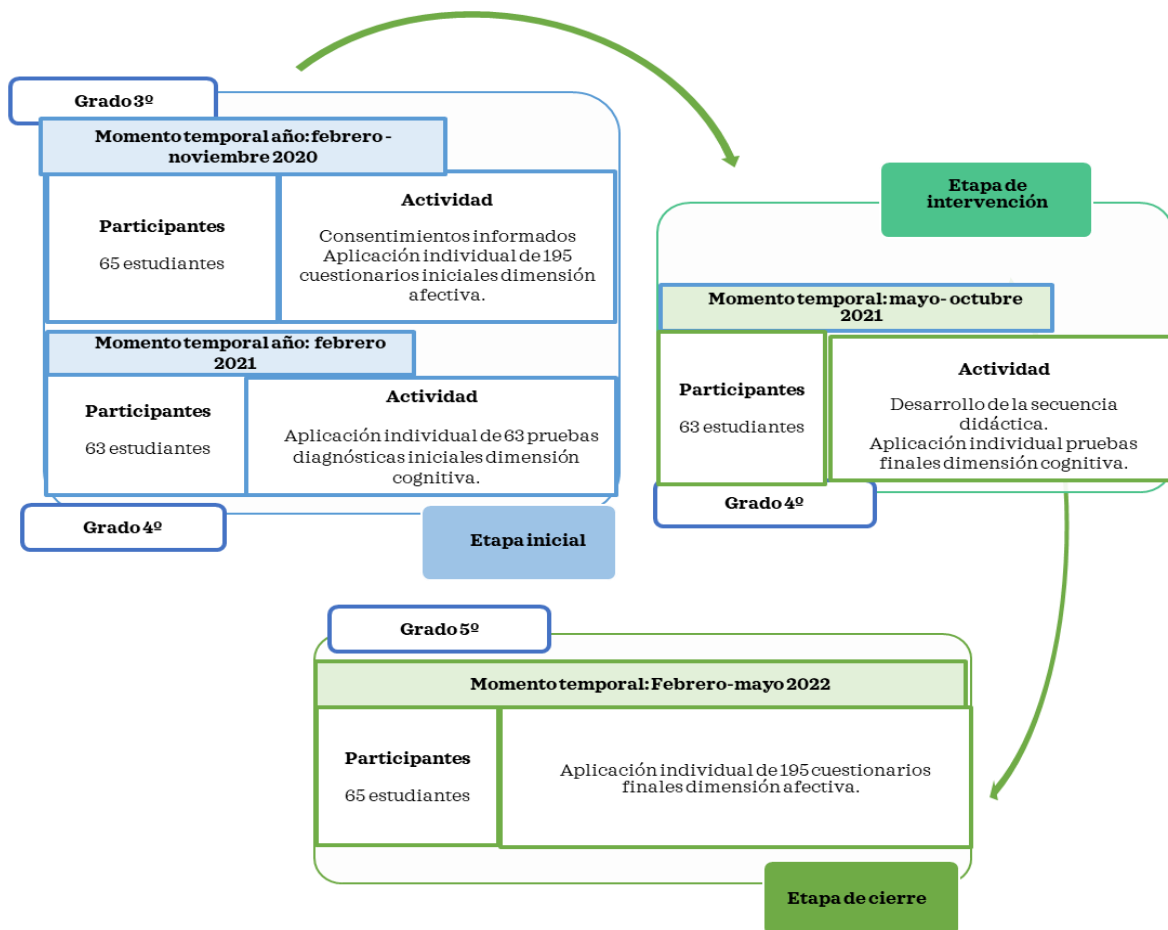 Grado 3º
Momento temporal año: febrero -
noviembre 2020
Participantes
65 estudiantes
Actividad
Consentimientos informados
Aplicación individual de 195
cuestionarios iniciales dimensión
afectiva.
Momento temporal año: febrero
2021
Participantes
63 estudiantes
Actividad
Aplicación individual de 63 pruebas
diagnósticas iniciales dimensión
cognitiva.
Grado 4º
Etapa inicial
Etapa de
intervención
Momento temporal: mayo- octubre
2021
Participantes
63 estudiantes
Actividad
Desarrollo de la secuencia
didáctica.
Aplicación individual pruebas
finales dimensión cognitiva.
Grado 4º
Grado 5º
Momento temporal: Febrero-mayo 2022
Participantes
65 estudiantes
Aplicación individual de 195 cuestionarios
finales dimensión afectiva.
Etapa de cierre